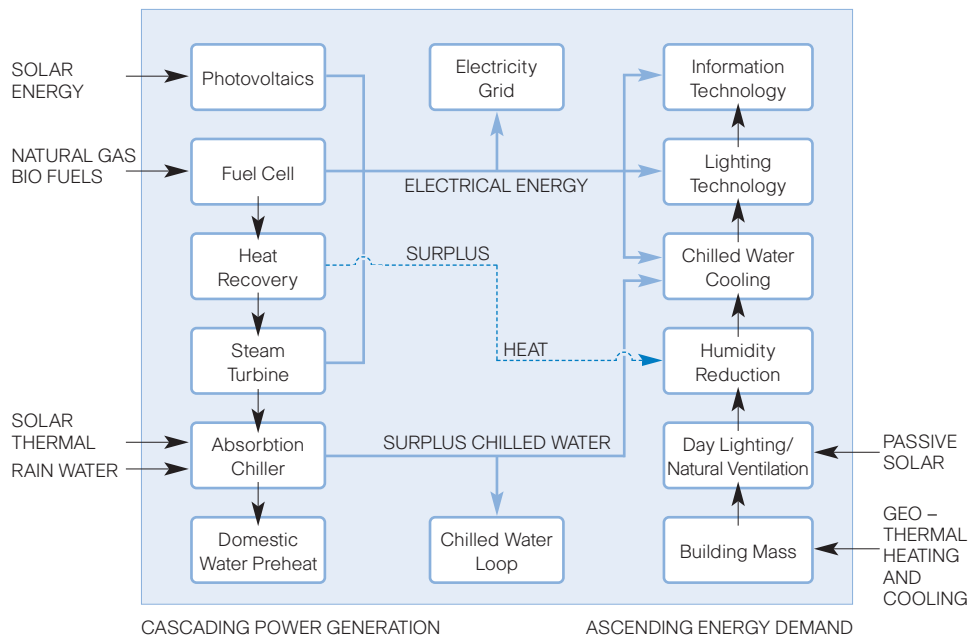 SOLAR
ENERGY
Photovoltaics
Electricity
Grid
Information
Technology
NATURAL GAS
BIO FUELS
Fuel Cell
ELECTRICAL ENERGY
Lighting
Technology
Heat
Recovery
SURPLUS
Chilled Water
Cooling
Steam
Turbine
HEAT
Humidity
Reduction
SOLAR
THERMAL
RAIN WATER
Absorbtion
Chiller
SURPLUS CHILLED WATER
Day Lighting/
Natural Ventilation
PASSIVE
SOLAR
Domestic
Water Preheat
Chilled Water
Loop
Building Mass
GEO –
THERMAL
HEATING
AND
COOLING
CASCADING POWER GENERATION
ASCENDING ENERGY DEMAND